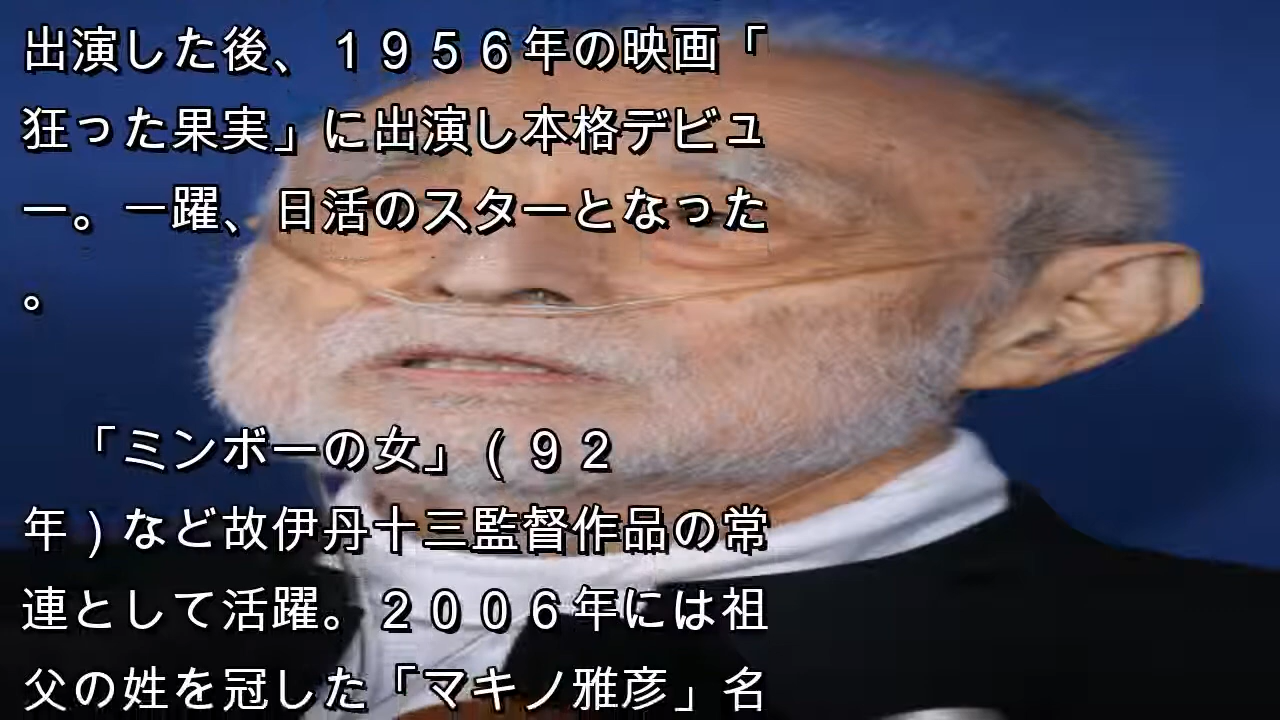 出演した後、１９５６年の映画「
狂った果実」に出演し本格デビュ
ー。一躍、日活のスターとなった
。
「ミンボーの女」(９２
年)など故伊丹十三監督作品の常
連として活躍。２００６年には祖
父の姓を冠した「マキノ雅彦」名